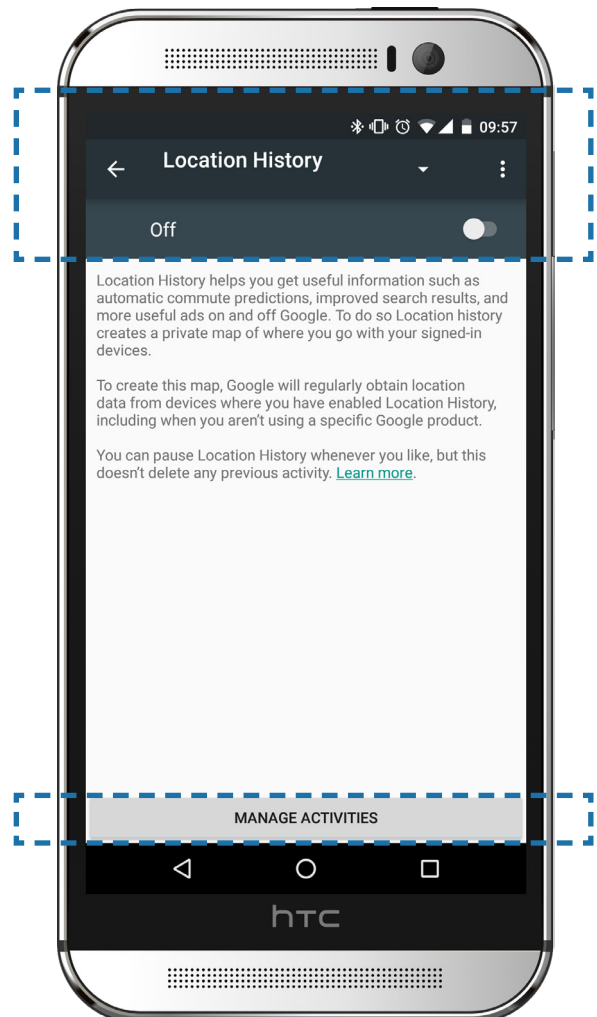 09:57
Location History
Off
Location History helps you get useful information such as
automatic commute predictions, improved search results, and
more useful ads on and off Google. To do so Location history
creates a private map of where you go with your signed-in
devices.
To create this map, Google will regularly obtain location
data from devices where you have enabled Location History,
including when you aren't using a specific Google product.
You can pause Location History whenever you like, but this
doesn't delete any previous activity. Learn more.
MANAGE ACTIVITIES
hTC